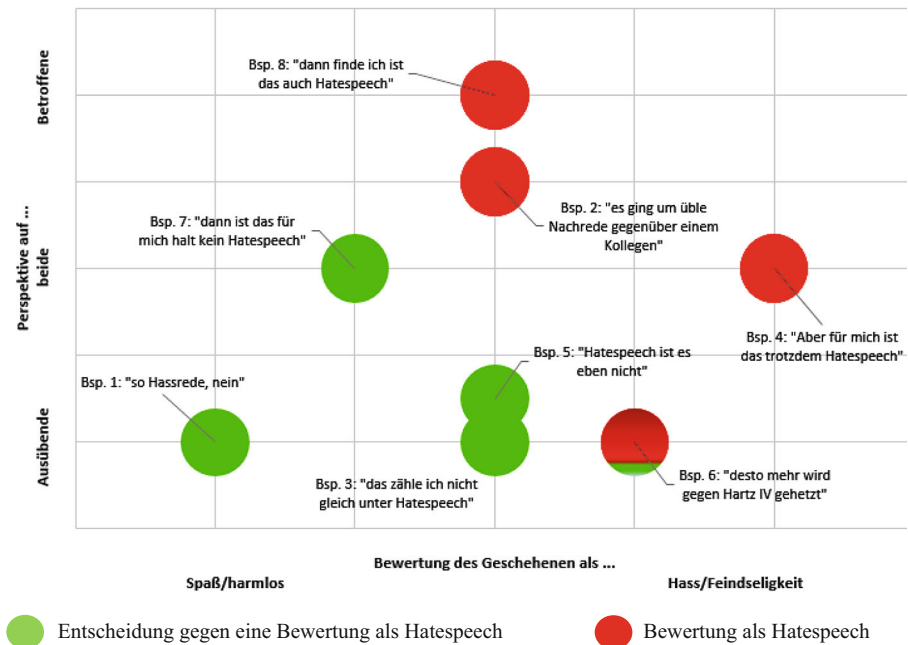 Betroffene
Perspektive auf ...
beide
Ausübende
Bsp. 8: "dann finde ich ist
das auch Hatespeech"
Bsp. 2: "es ging um üble
Nachrede gegenüber einem
Kollegen"
Bsp. 7: "dann ist das für
mich halt kein Hatespeech"
Bsp. 4: "Aber für mich ist
das trotzdem Hatespeech"
Bsp. 5: "Hatespeech ist es
eben nicht"
Bsp. 1: "so Hassrede, nein"
Bsp. 3: "das zähle ich nicht
gleich unter Hatespeech"
Bsp. 6: "desto mehr wird
gegen Hartz IV gehetzt"
Bewertung des Geschehenen als ...
Spaß/harmlos
Hass/Feindseligkeit
Entscheidung gegen eine Bewertung als Hatespeech
Bewertung als Hatespeech